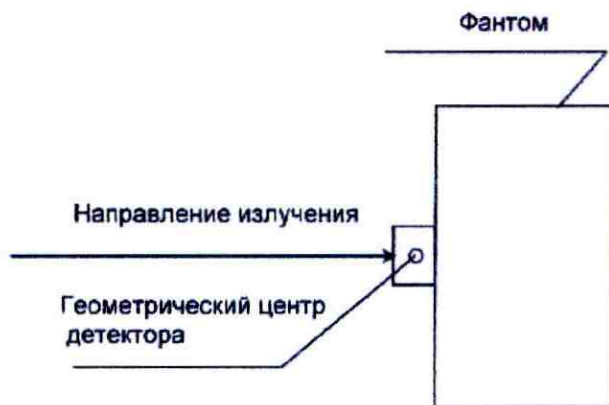 Фантом
Направление излучения
Геометрический центр
детектора